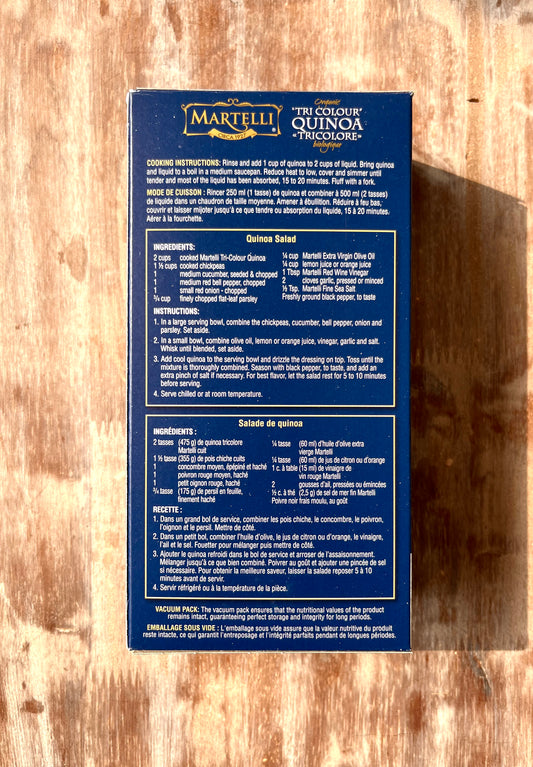 MARTELLI
CIRCA 1957
Organic
"TRI COLOUR"
QUINOA
«TRICOLORE»
biologique
COOKING INSTRUCTIONS: Rinse and add 1 cup of quinoa to 2 cups of liquid. Bring quinoa
and liquid to a boil in a medium saucepan. Reduce heat to low, cover and simmer until
tender and most of the liquid has been absorbed, 15 to 20 minutes. Fluff with a fork.
MODE DE CUISSON : Rincer 250 ml (1 tasse) de quinoa et combiner à 500 ml (2 tasses)
de liquide dans un chaudron de taille moyenne. Amener à ébullition. Réduire à feu bas,
couvrir et laisser mijoter jusqu'à ce que tendre ou absorption du liquide, 15 à 20 minutes.
Aérer à la fourchette.
Quinoa Salad
INGREDIENTS:
2 cups cooked Martelli Tri-Colour Quinoa
1 ½ cups cooked chickpeas
1 medium cucumber, seeded & chopped
1 medium red bell pepper, chopped
1 small red onion - chopped
¾ cup finely chopped flat-leaf parsley
¼ cup Martelli Extra Virgin Olive Oil
¼ cup lemon juice or orange juice
1 Tbsp Martelli Red Wine Vinegar
2 cloves garlic, pressed or minced
½ Tsp. Martelli Fine Sea Salt
Freshly ground black pepper, to taste
INSTRUCTIONS:
1. In a large serving bowl, combine the chickpeas, cucumber, bell pepper, onion and
parsley. Set aside.
2. In a small bowl, combine olive oil, lemon or orange juice, vinegar, garlic and salt.
Whisk until blended, set aside.
3. Add cool quinoa to the serving bowl and drizzle the dressing on top. Toss until the
mixture is thoroughly combined. Season with black pepper, to taste, and add an
extra pinch of salt if necessary. For best flavor, let the salad rest for 5 to 10 minutes
before serving.
4. Serve chilled or at room temperature.
Salade de quinoa
INGRÉDIENTS :
2 tasses (475 g) de quinoa tricolore
Martelli cuit
1 ½ tasse (355 g) de pois chiche cuits
1 concombre moyen, épépiné et haché
1 poivron rouge moyen, haché
1 petit oignon rouge, haché
¾ tasse (175 g) de persil en feuille,
finement haché
¼ tasse (60 ml) d'huile d'olive extra
vierge Martelli
¼ tasse (60 ml) de jus de citron ou d'orange
1 c. à table (15 ml) de vinaigre de
vin rouge Martelli
2 gousses d'ail, pressées ou émincées
½ c. à thé (2,5 g) de sel de mer fin Martelli
Poivre noir frais moulu, au goût
RECETTE :
1. Dans un grand bol de service, combiner les pois chiche, le concombre, le poivron,
l'oignon et le persil. Mettre de côté.
2. Dans un petit bol, combiner l'huile d'olive, le jus de citron ou d'orange, le vinaigre,
l'ail et le sel. Fouetter pour mélanger puis mettre de côté.
3. Ajouter le quinoa refroidi dans le bol de service et arroser de l'assaisonnement.
Mélanger jusqu'à ce que bien combiné. Poivrer au goût et ajouter une pincée de sel
si nécessaire. Pour obtenir la meilleure saveur, laisser la salade reposer 5 à 10
minutes avant de servir.
4. Servir réfrigéré ou à la température de la pièce.
VACUUM PACK: The vacuum pack ensures that the nutritional values of the product
remains intact, guaranteeing perfect storage and integrity for long periods.
EMBALLAGE SOUS VIDE : L'emballage sous vide assure que la valeur nutritive du produit
reste intacte, ce qui garantit l'entreposage et l'intégrité parfaits pendant de longues périodes.